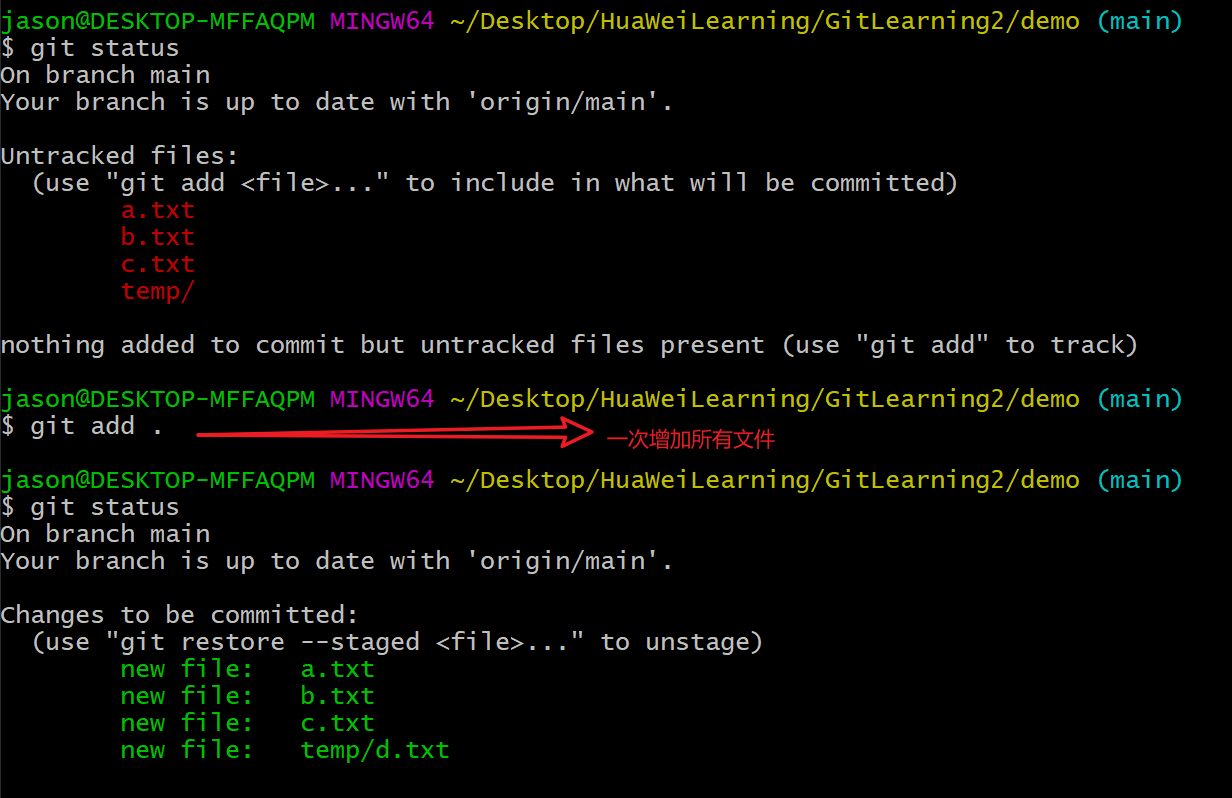 jason@DESKTOP-MFFAQPM MINGW64 ~/Desktop/HuaWeiLearning/GitLearning2/demo (main)
$ git status
On branch main
Your branch is up to date with 'origin/main'.
Untracked files:
(use "git add <file>..." to include in what will be committed)
a.txt
b.txt
c.txt
temp/
nothing added to commit but untracked files present (use "git add" to track)
jason@DESKTOP-MFFAQPM MINGW64 ~/Desktop/HuaWeiLearning/GitLearning2/demo (main)
$ git add .
一次增加所有文件
jason@DESKTOP-MFFAQPM MINGW64 ~/Desktop/HuaWeiLearning/GitLearning2/demo (main)
$ git status
On branch main
Your branch is up to date with 'origin/main'.
Changes to be committed:
(use "git restore --staged <file>..." to unstage)
new file:   a.txt
new file:   b.txt
new file:   c.txt
new file:   temp/d.txt